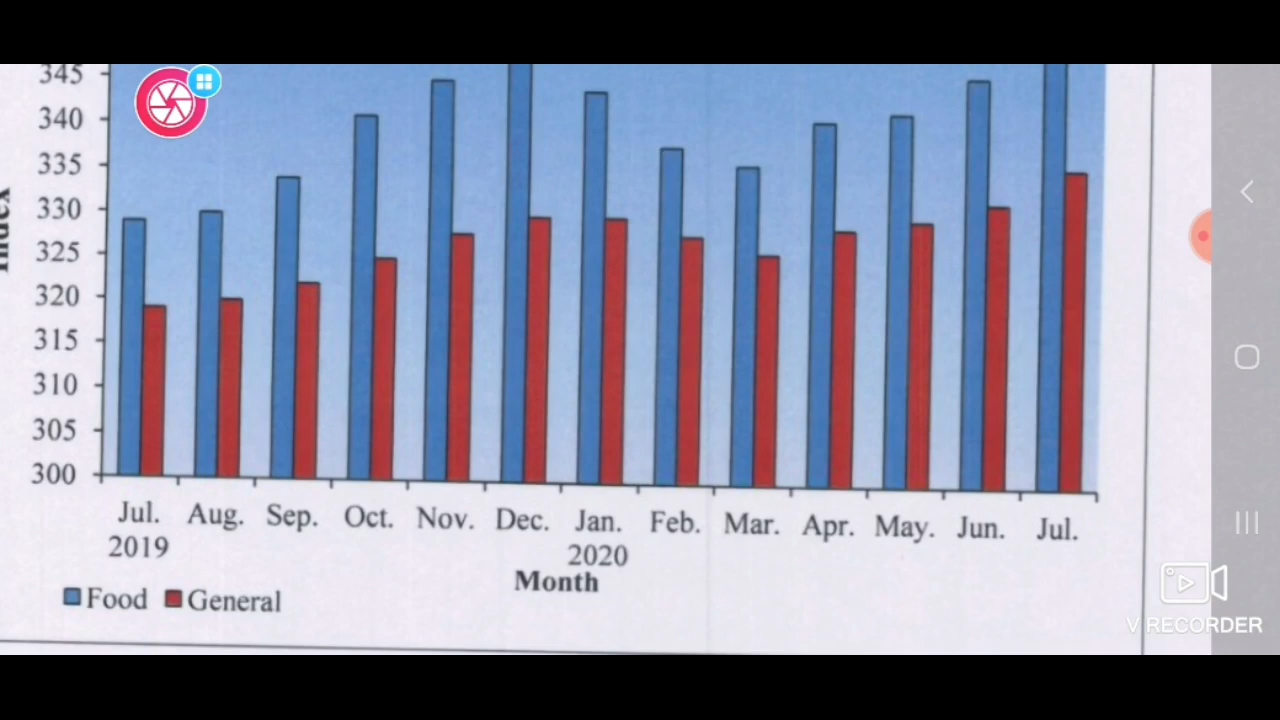 345
340
335
330
325
320
315
310
305
300
Index
Jul. Aug. Sep. Oct. Nov. Dec. Jan. Feb. Mar. Apr. May. Jun. Jul.
2019 2020
Month
Food General
V RECORDER